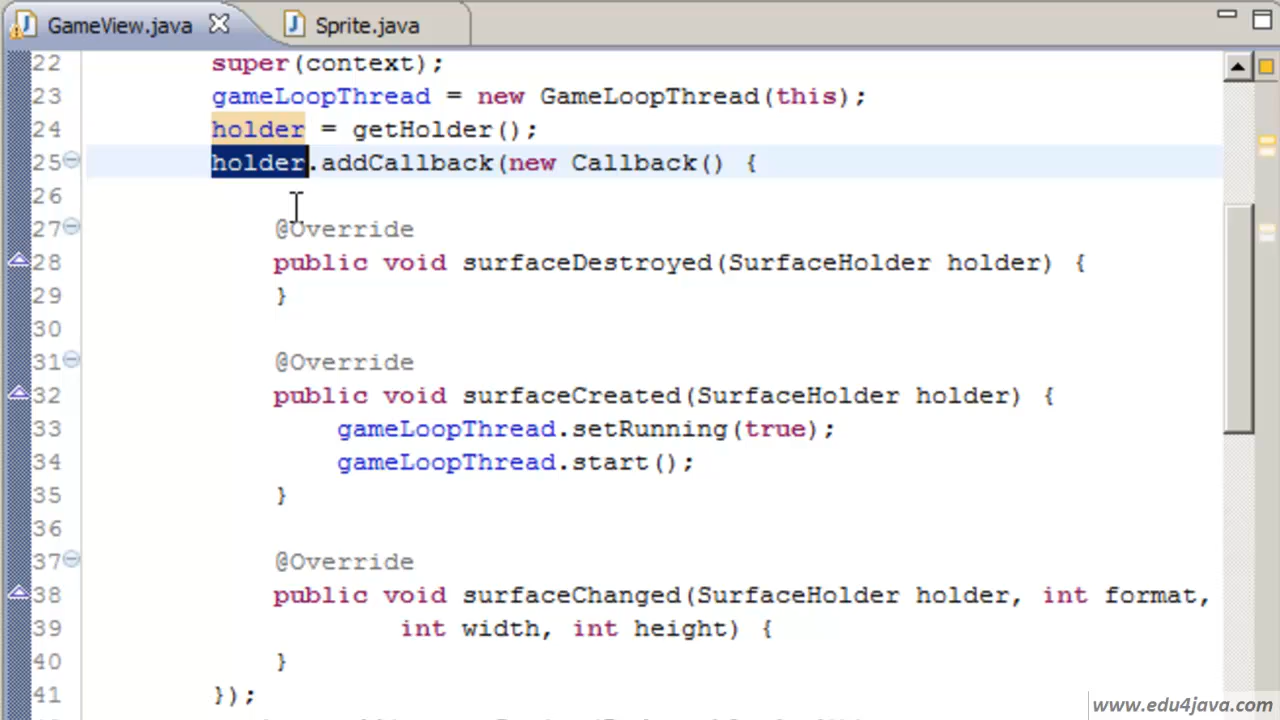 GameView.java Sprite.java
22 super(context);
23 gameLoopThread = new GameLoopThread(this);
24 holder = getHolder();
25 holder.addCallback(new Callback() {
26
27 @Override
28 public void surfaceDestroyed(SurfaceHolder holder) {
29 }
30
31 @Override
32 public void surfaceCreated(SurfaceHolder holder) {
33 gameLoopThread.setRunning(true);
34 gameLoopThread.start();
35 }
36
37 @Override
38 public void surfaceChanged(SurfaceHolder holder, int format,
39 int width, int height) {
40 }
41 });
www.edu4java.com